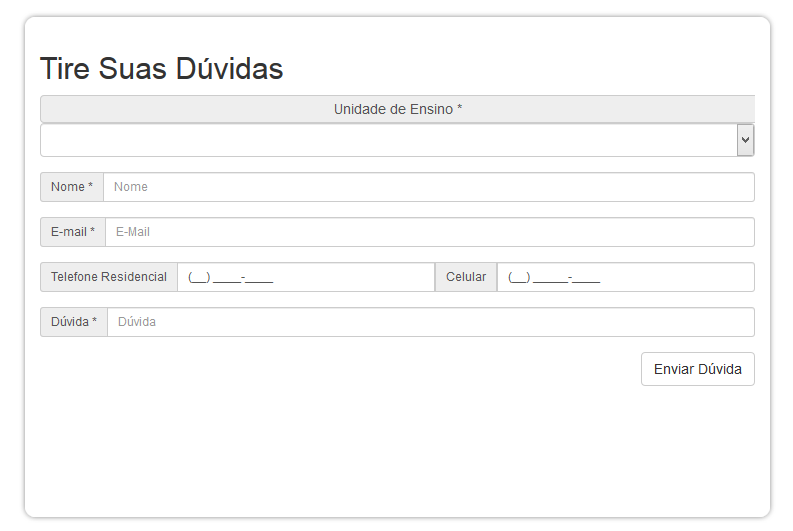 Tire Suas Dúvidas
Unidade de Ensino *
Nome * Nome
E-mail * E-Mail
Telefone Residencial (__) ____-____ Celular (__) _____-____
Dúvida * Dúvida
Enviar Dúvida